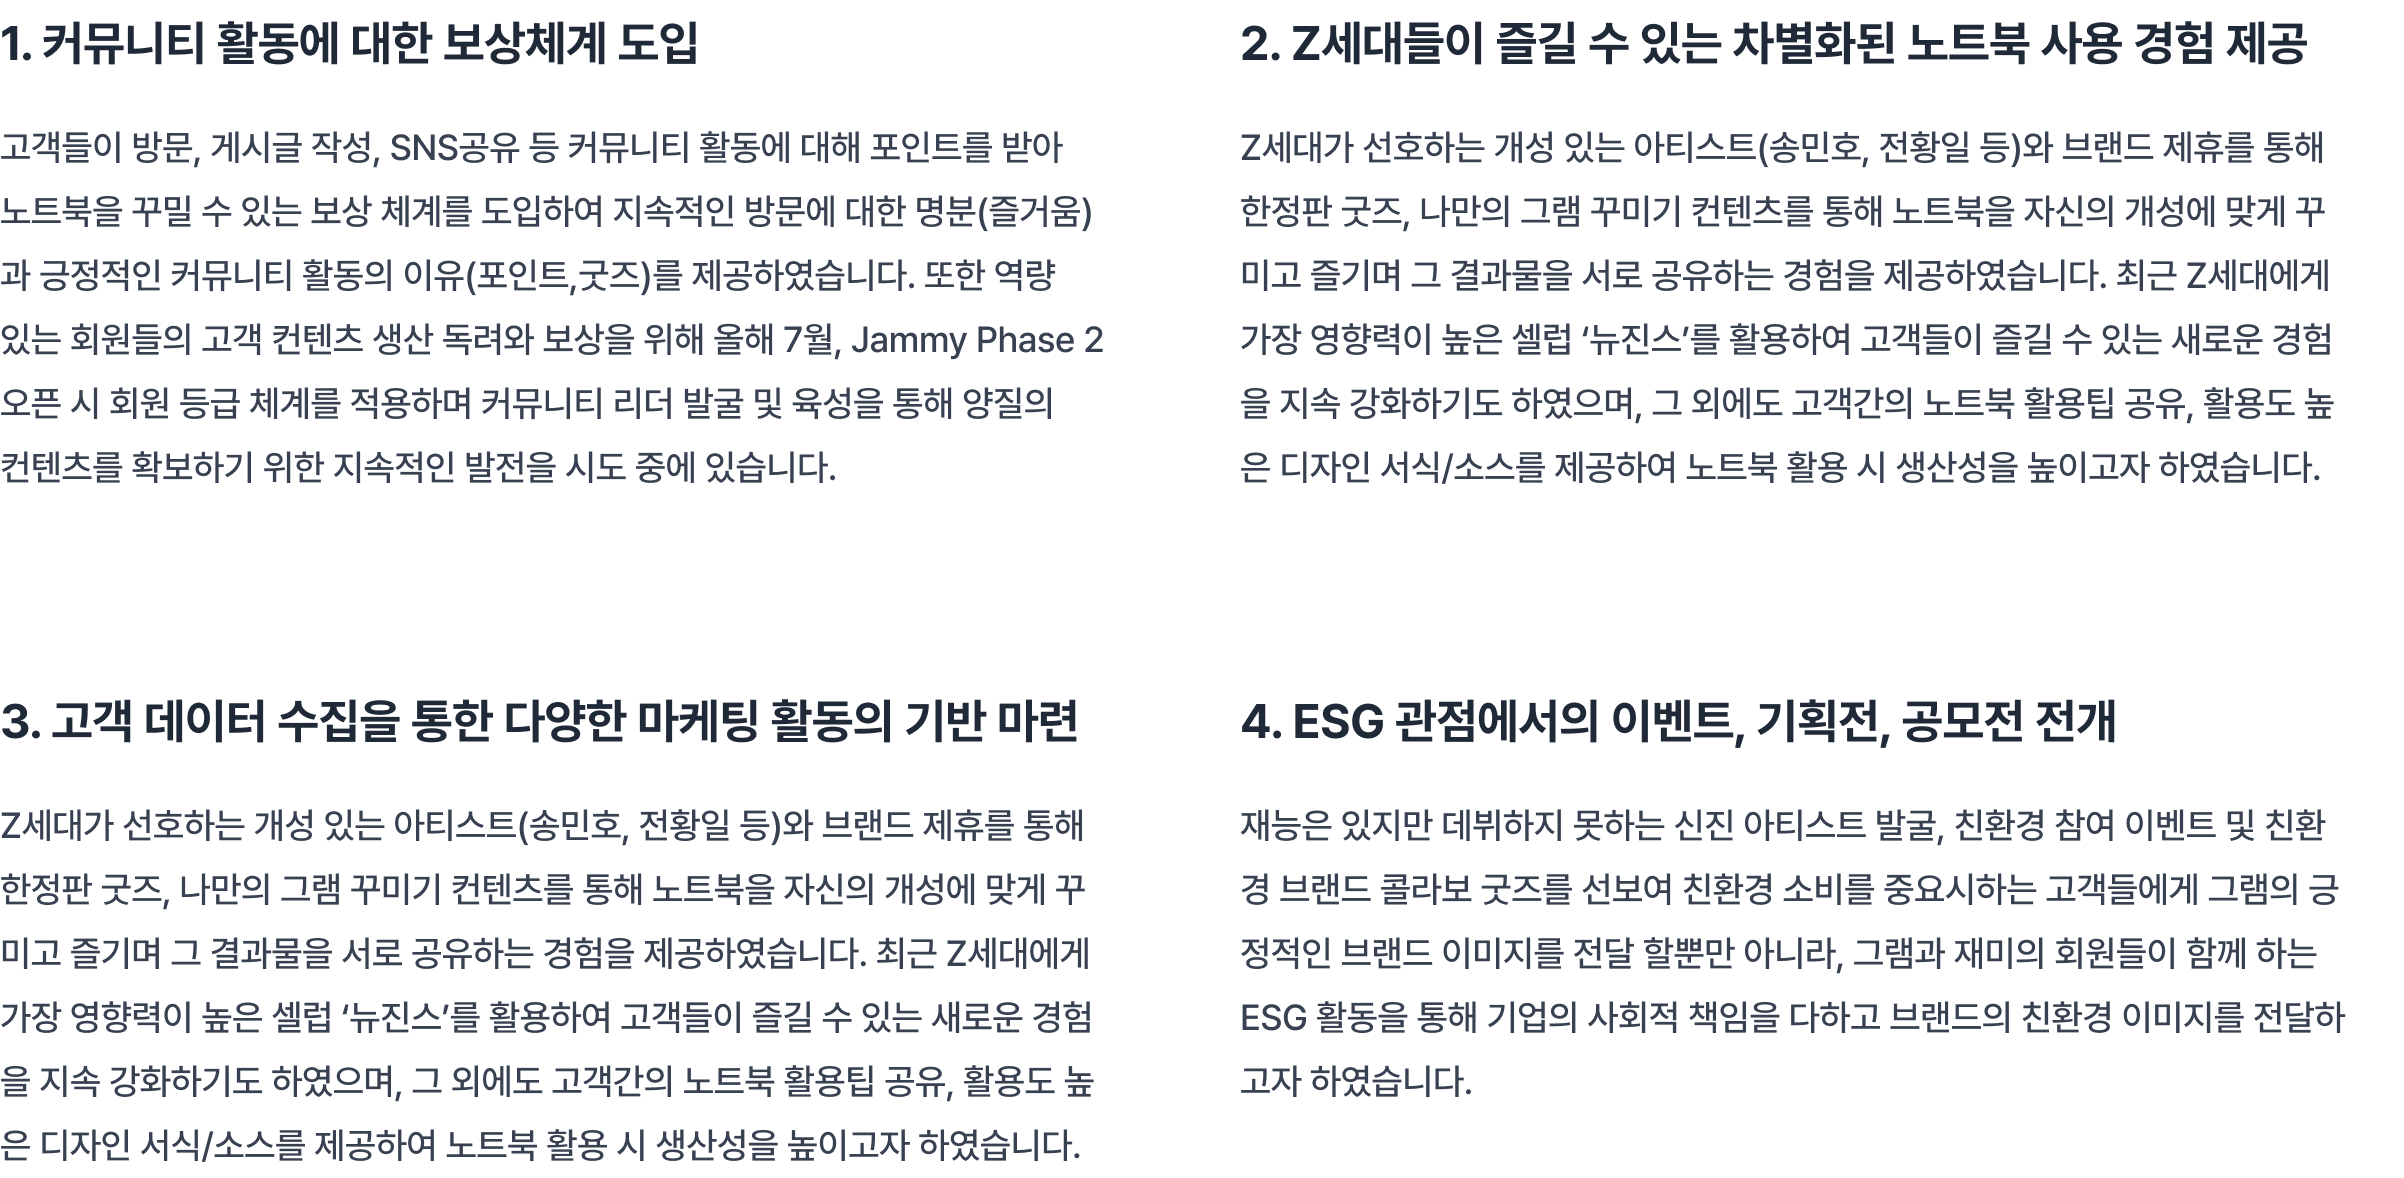 1. 커뮤니티 활동에 대한 보상체계 도입
고객들이 방문, 게시글 작성, SNS공유 등 커뮤니티 활동에 대해 포인트를 받아
노트북을 꾸밀 수 있는 보상 체계를 도입하여 지속적인 방문에 대한 명분(즐거움)
과 긍정적인 커뮤니티 활동의 이유(포인트,굿즈)를 제공하였습니다. 또한 역량
있는 회원들의 고객 컨텐츠 생산 독려와 보상을 위해 올해 7월, Jammy Phase 2
오픈 시 회원 등급 체계를 적용하며 커뮤니티 리더 발굴 및 육성을 통해 양질의
컨텐츠를 확보하기 위한 지속적인 발전을 시도 중에 있습니다.
2. Z세대들이 즐길 수 있는 차별화된 노트북 사용 경험 제공
Z세대가 선호하는 개성 있는 아티스트(송민호, 전황일 등)와 브랜드 제휴를 통해
한정판 굿즈, 나만의 그램 꾸미기 컨텐츠를 통해 노트북을 자신의 개성에 맞게 꾸
미고 즐기며 그 결과물을 서로 공유하는 경험을 제공하였습니다. 최근 Z세대에게
가장 영향력이 높은 셀럽 ‘뉴진스’를 활용하여 고객들이 즐길 수 있는 새로운 경험
을 지속 강화하기도 하였으며, 그 외에도 고객간의 노트북 활용팁 공유, 활용도 높
은 디자인 서식/소스를 제공하여 노트북 활용 시 생산성을 높이고자 하였습니다.
3. 고객 데이터 수집을 통한 다양한 마케팅 활동의 기반 마련
Z세대가 선호하는 개성 있는 아티스트(송민호, 전황일 등)와 브랜드 제휴를 통해
한정판 굿즈, 나만의 그램 꾸미기 컨텐츠를 통해 노트북을 자신의 개성에 맞게 꾸
미고 즐기며 그 결과물을 서로 공유하는 경험을 제공하였습니다. 최근 Z세대에게
가장 영향력이 높은 셀럽 ‘뉴진스’를 활용하여 고객들이 즐길 수 있는 새로운 경험
을 지속 강화하기도 하였으며, 그 외에도 고객간의 노트북 활용팁 공유, 활용도 높
은 디자인 서식/소스를 제공하여 노트북 활용 시 생산성을 높이고자 하였습니다.
4. ESG 관점에서의 이벤트, 기획전, 공모전 전개
재능은 있지만 데뷔하지 못하는 신진 아티스트 발굴, 친환경 참여 이벤트 및 친환
경 브랜드 콜라보 굿즈를 선보여 친환경 소비를 중요시하는 고객들에게 그램의 긍
정적인 브랜드 이미지를 전달 할뿐만 아니라, 그램과 재미의 회원들이 함께 하는
ESG 활동을 통해 기업의 사회적 책임을 다하고 브랜드의 친환경 이미지를 전달하
고자 하였습니다.